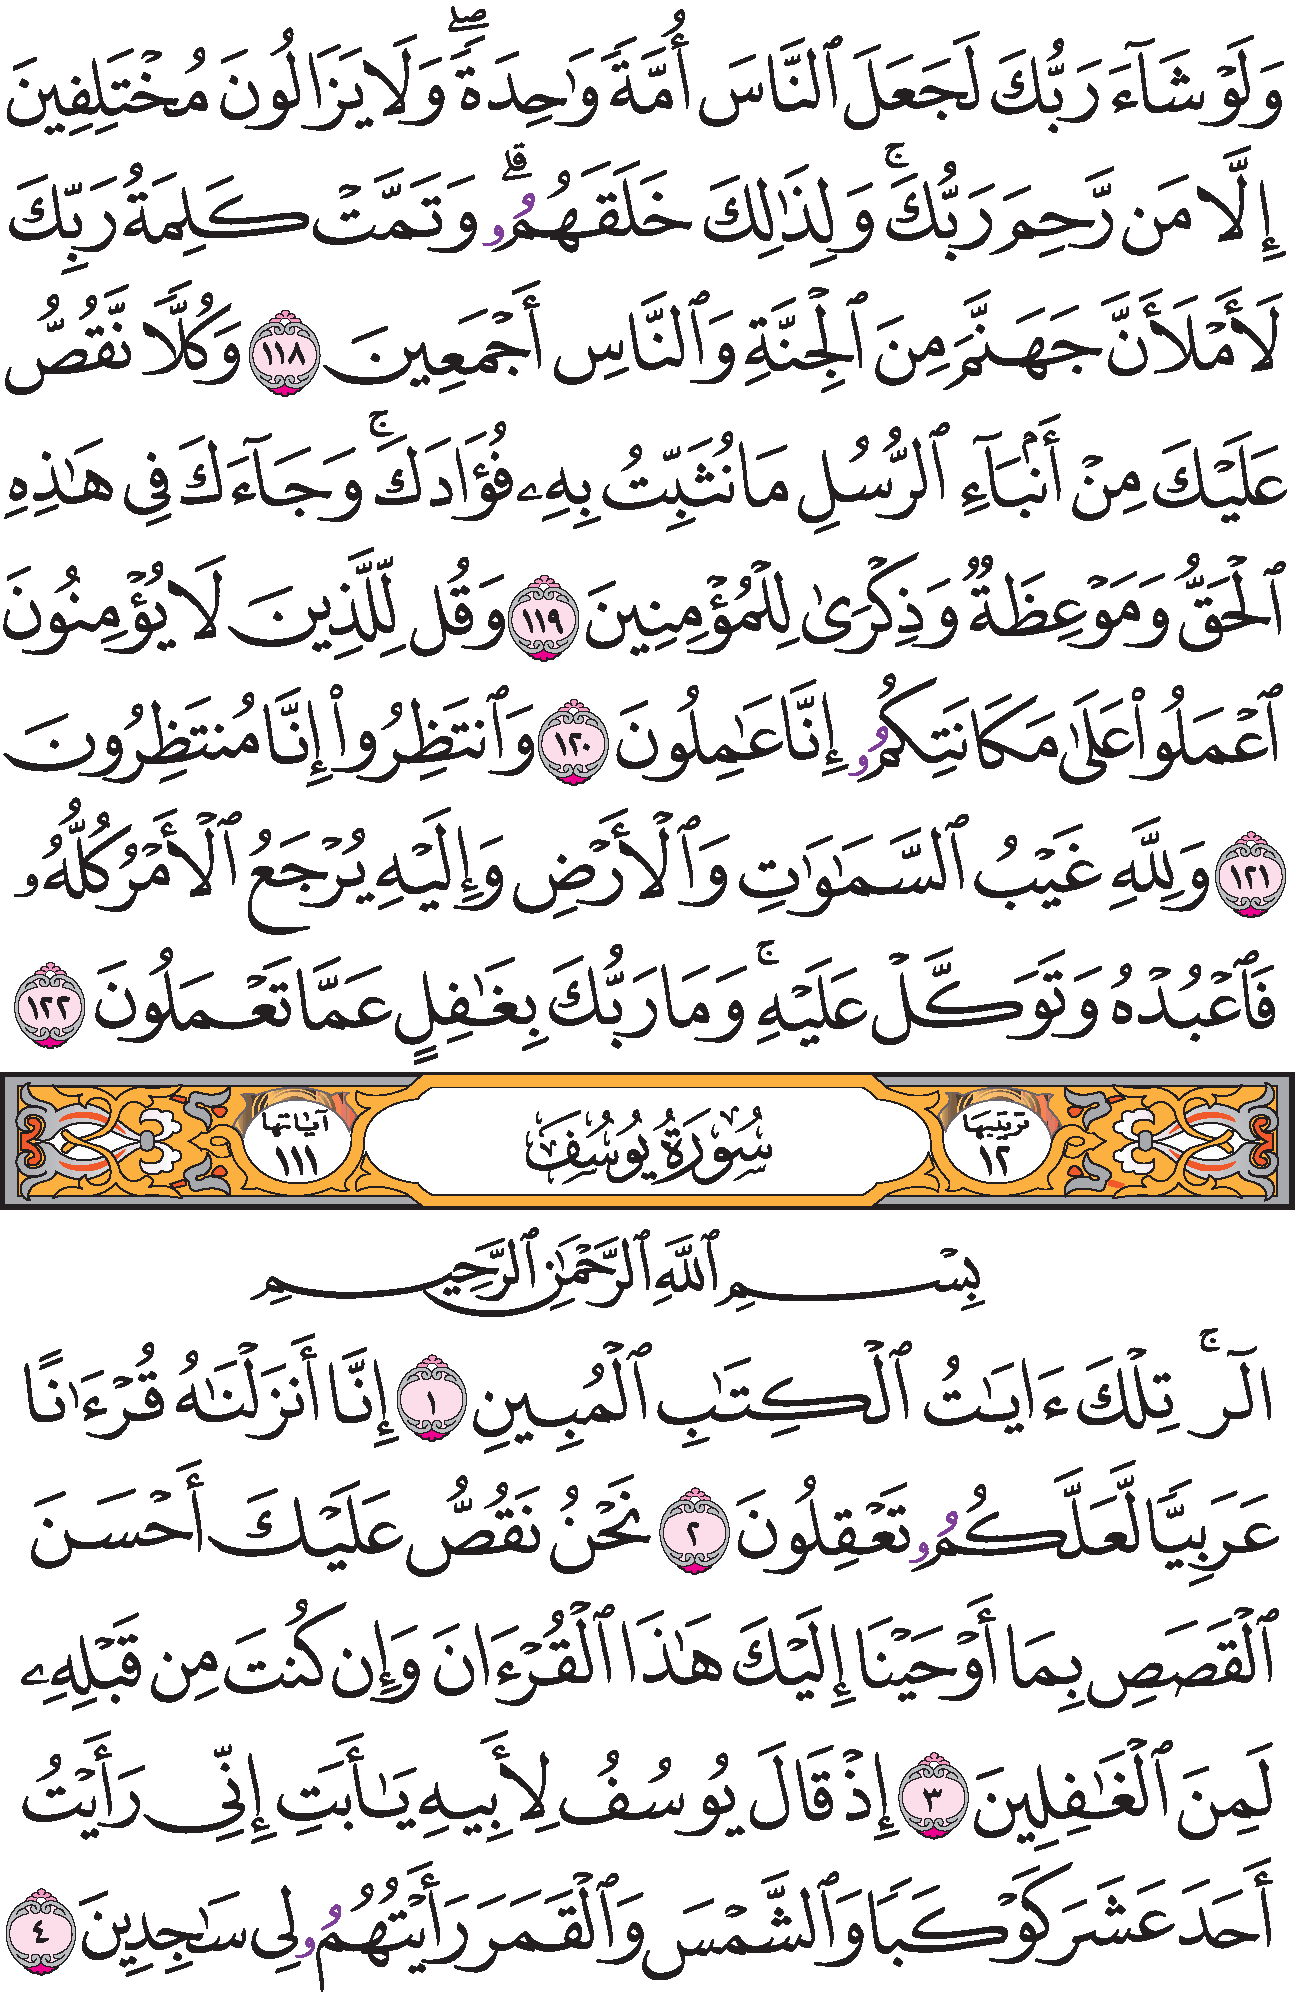 وَلَوْ شَآءَ رَبُّكَ لَجَعَلَ ٱلنَّاسَ أُمَّةٗ وَٰحِدَةٗۖ وَلَا يَزَالُونَ مُخْتَلِفِينَ
إِلَّا مَن رَّحِمَ رَبُّكَۚ وَلِذَٰلِكَ خَلَقَهُمُۥۗ وَتَمَّتْ كَلِمَةُ رَبِّكَ
لَأَمْلَأَنَّ جَهَنَّمَ مِنَ ٱلْجِنَّةِ وَٱلنَّاسِ أَجْمَعِينَ ١١٨ وَكُلّٗا نَّقُصُّ
عَلَيْكَ مِنْ أَنۢبَآءِ ٱلرُّسُلِ مَا نُثَبِّتُ بِهِۦ فُؤَادَكَۚ وَجَآءَكَ فِي هَٰذِهِ
ٱلْحَقُّ وَمَوْعِظَةٞ وَذِكْرَىٰ لِلْمُؤْمِنِينَ ١١٩ وَقُل لِّلَّذِينَ لَا يُؤْمِنُونَ
ٱعْمَلُوا۟ عَلَىٰ مَكَانَتِكُمُۥ إِنَّا عَٰمِلُونَ ١٢٠ وَٱنتَظِرُوٓا۟ إِنَّا مُنتَظِرُونَ
١٢١ وَلِلَّهِ غَيْبُ ٱلسَّمَٰوَٰتِ وَٱلْأَرْضِ وَإِلَيْهِ يُرْجَعُ ٱلْأَمْرُ كُلُّهُۥ
فَٱعْبُدْهُ وَتَوَكَّلْ عَلَيْهِۚ وَمَا رَبُّكَ بِغَٰفِلٍ عَمَّا تَعْمَلُونَ ١٢٢
تَرْتِيبُهَا ١٢ سُورَةُ يُوسُفَ آيَاتُهَا ١١١
بِسْمِ ٱللَّهِ ٱلرَّحْمَٰنِ ٱلرَّحِيمِ
الٓرۚ تِلْكَ ءَايَٰتُ ٱلْكِتَٰبِ ٱلْمُبِينِ ١ إِنَّا أَنزَلْنَٰهُ قُرْءَٰنًا
عَرَبِيّٗا لَّعَلَّكُمُۥ تَعْقِلُونَ ٢ نَحْنُ نَقُصُّ عَلَيْكَ أَحْسَنَ
ٱلْقَصَصِ بِمَا أَوْحَيْنَا إِلَيْكَ هَٰذَا ٱلْقُرْءَانَ وَإِن كُنتَ مِن قَبْلِهِۦ
لَمِنَ ٱلْغَٰفِلِينَ ٣ إِذْ قَالَ يُوسُفُ لِأَبِيهِ يَٰأَبَتِ إِنِّي رَأَيْتُ
أَحَدَ عَشَرَ كَوْكَبٗا وَٱلشَّمْسَ وَٱلْقَمَرَ رَأَيْتُهُمُۥ لِي سَٰجِدِينَ ٤